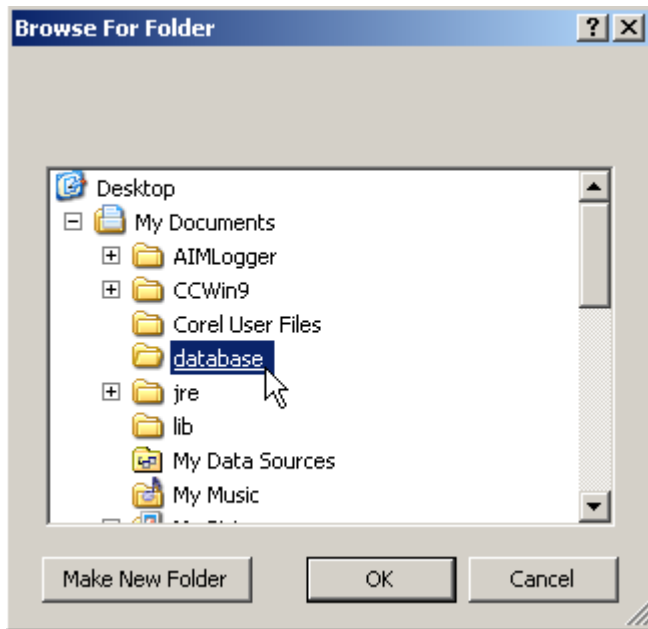 Browse For Folder
Desktop
My Documents
AIMLogger
CCWin9
Corel User Files
database
jre
lib
My Data Sources
My Music
Make New Folder OK Cancel